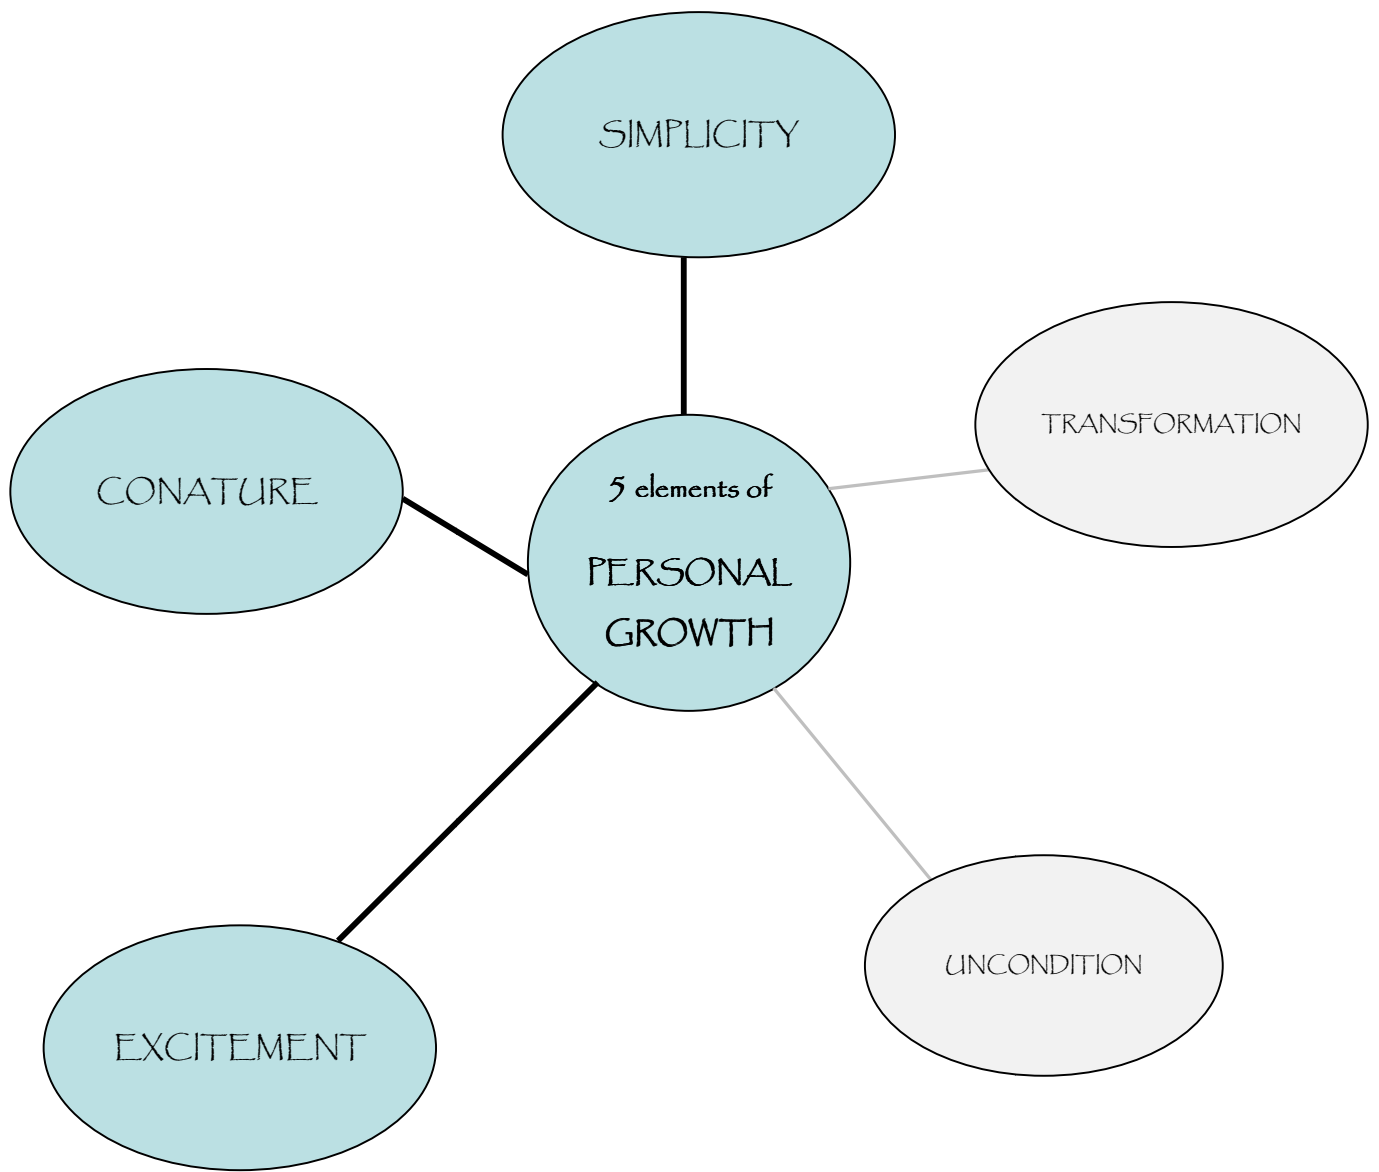 SIMPLICITY
TRANSFORMATION
CONATURE
5 elements of
PERSONAL
GROWTH
UNCONDITION
EXCITEMENT